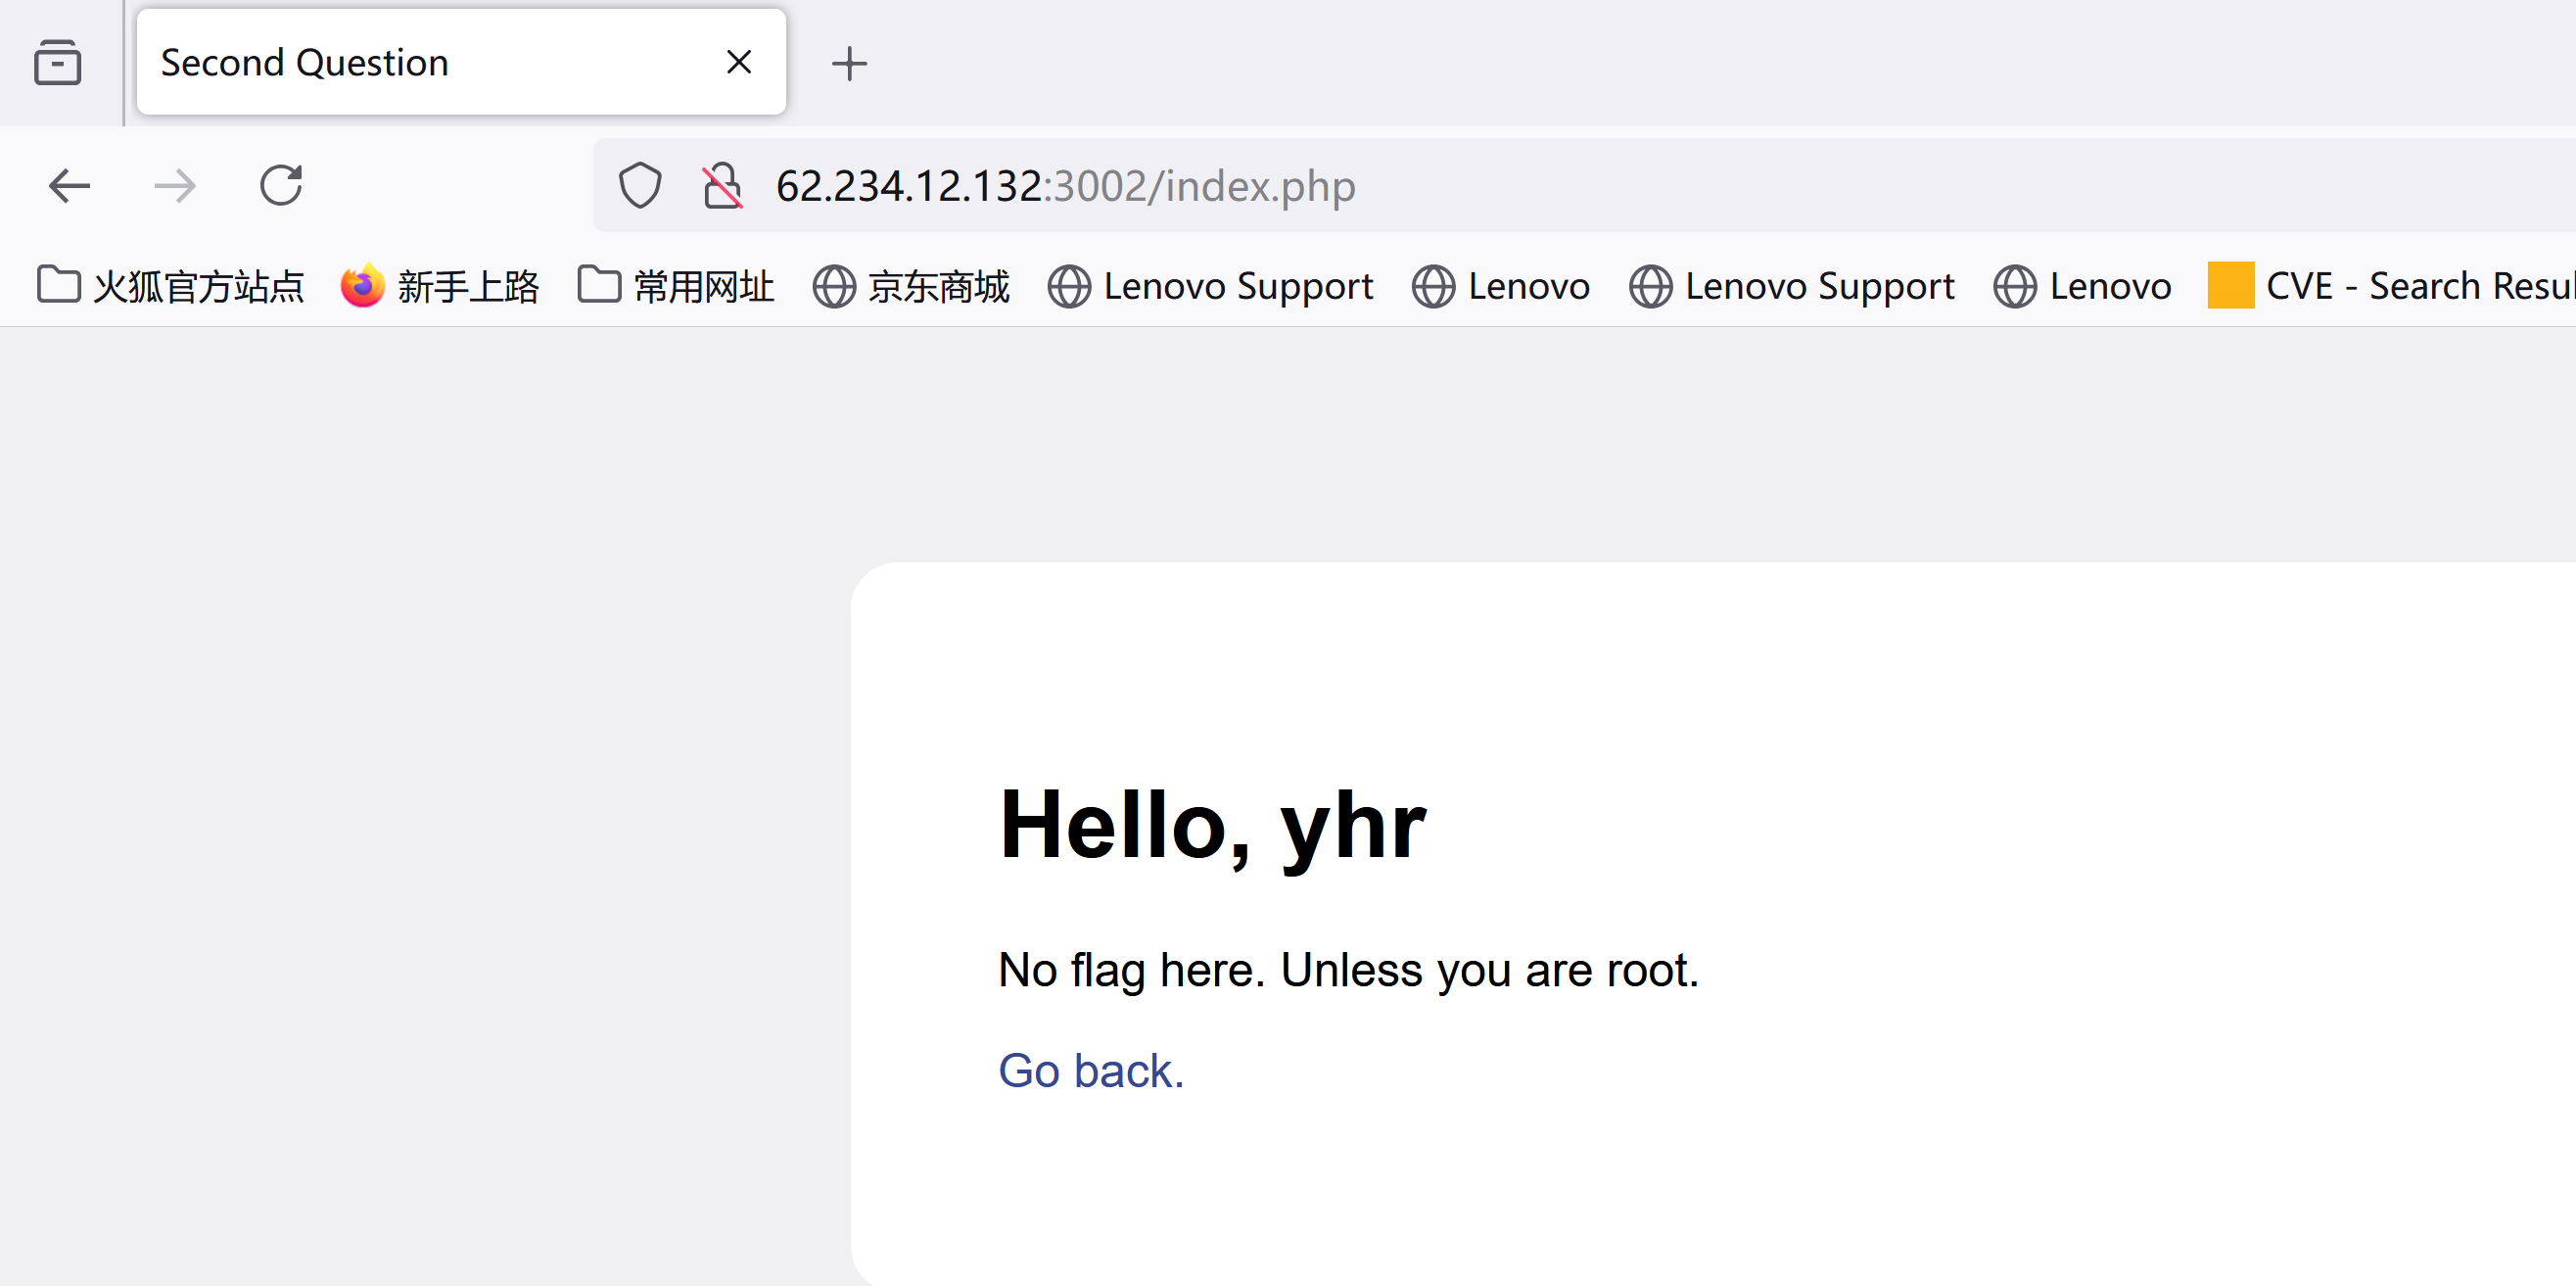 Second Question
62.234.12.132:3002/index.php
火狐官方站点 新手上路 常用网址 京东商城 Lenovo Support Lenovo Lenovo Support Lenovo CVE - Search Resul
Hello, yhr
No flag here. Unless you are root.
Go back.